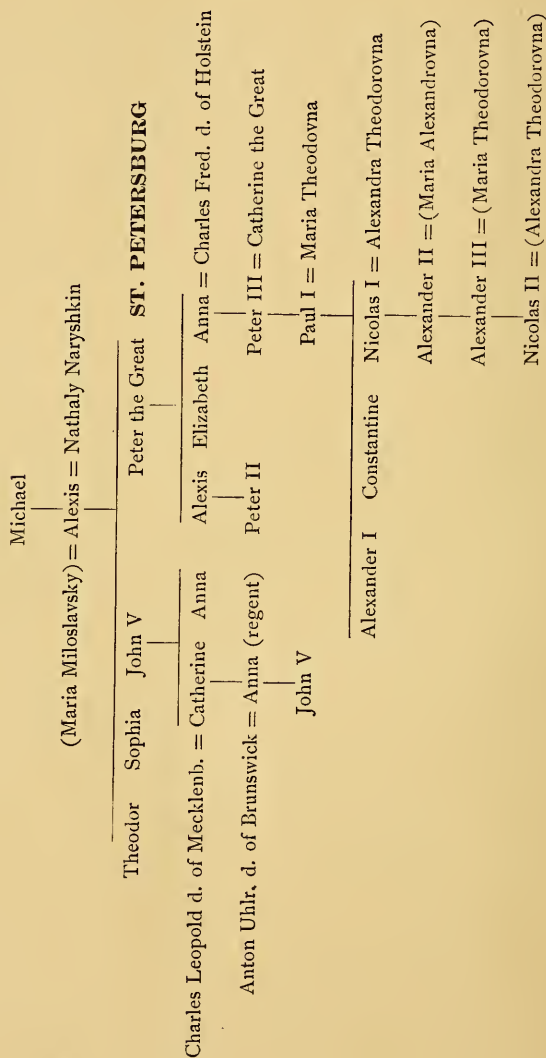 Michael
(Maria Miloslavsky) = Alexis = Nathaly Naryshkin
Theodor Sophia John V Peter the Great ST. PETERSBURG
Charles Leopold d. of Mecklenb. = Catherine Anna Alexis Elizabeth Anna = Charles Fred. d. of Holstein
Anton Uhlr. d. of Brunswick = Anna (regent) Peter II Peter III = Catherine the Great
John V Paul I = Maria Theodovna
Alexander I Constantine Nicolas I = Alexandra Theodorovna
Alexander II = (Maria Alexandrovna)
Alexander III = (Maria Theodorovna)
Nicolas II = (Alexandra Theodorovna)